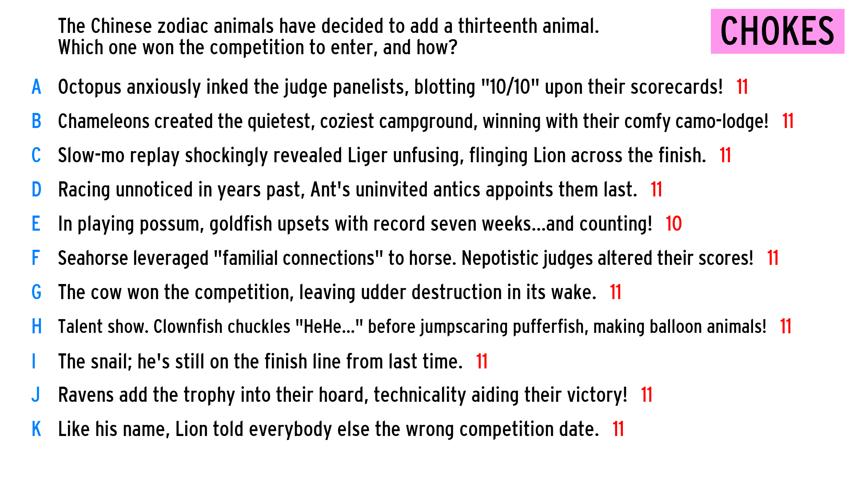 The Chinese zodiac animals have decided to add a thirteenth animal.
Which one won the competition to enter, and how?
CHOKES
A Octopus anxiously inked the judge panelists, blotting "10/10" upon their scorecards! 11
B Chameleons created the quietest, coziest campground, winning with their comfy camo-lodge! 11
C Slow-mo replay shockingly revealed Liger unfusing, flinging Lion across the finish. 11
D Racing unnoticed in years past, Ant's uninvited antics appoints them last. 11
E In playing possum, goldfish upsets with record seven weeks...and counting! 10
F Seahorse leveraged "familial connections" to horse. Nepotistic judges altered their scores! 11
G The cow won the competition, leaving udder destruction in its wake. 11
H Talent show. Clownfish chuckles "HeHe..." before jumpscaring pufferfish, making balloon animals! 11
I The snail; he's still on the finish line from last time. 11
J Ravens add the trophy into their hoard, technicality aiding their victory! 11
K Like his name, Lion told everybody else the wrong competition date. 11